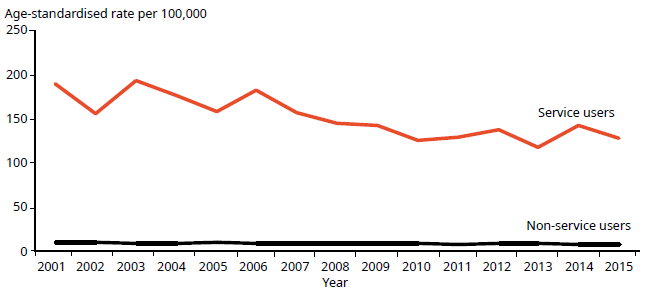 Age-standardised rate per 100,000
250
200
150
100
50
0
Service users
Non-service users
2001 2002 2003 2004 2005 2006 2007 2008 2009 2010 2011 2012 2013 2014 2015
Year